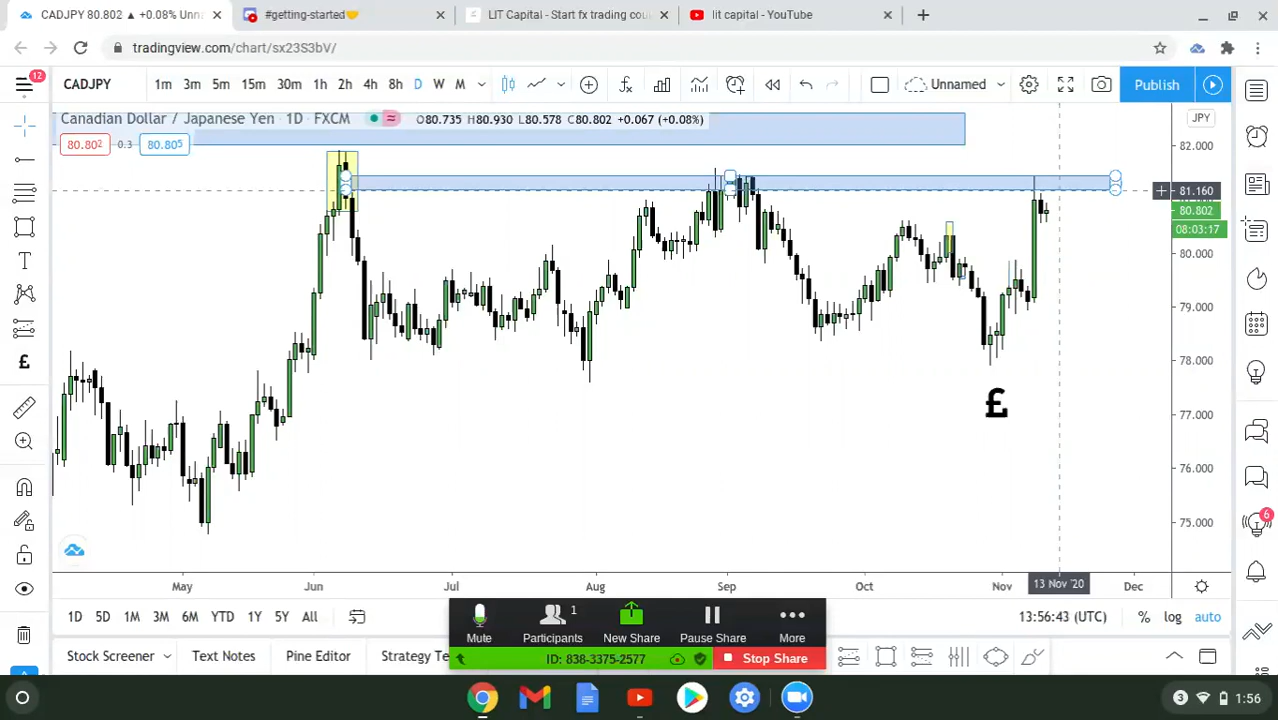 CADJPY 80.802 ▲ +0.08% Unn
#getting-started🤝
LIT Capital - Start fx trading cou
lit capital - YouTube
tradingview.com/chart/sx23S3bV/
12
CADJPY
1m 3m 5m 15m 30m 1h 2h 4h 8h D W M
Unnamed
Publish
Canadian Dollar / Japanese Yen · 1D · FXCM
O80.735 H80.930 L80.578 C80.802 +0.067 (+0.08%)
JPY
80.802 0.3 80.805
82.000
81.160
80.802
08:03:17
80.000
79.000
78.000
77.000
76.000
75.000
£
£
6
May Jun Jul Aug Sep Oct Nov 13 Nov '20 Dec
1D 5D 1M 3M 6M YTD 1Y 5Y All
13:56:43 (UTC) % log auto
1
Mute Participants New Share Pause Share More
ID: 838-3375-2577 Stop Share
Stock Screener Text Notes Pine Editor Strategy Te
3 1:56